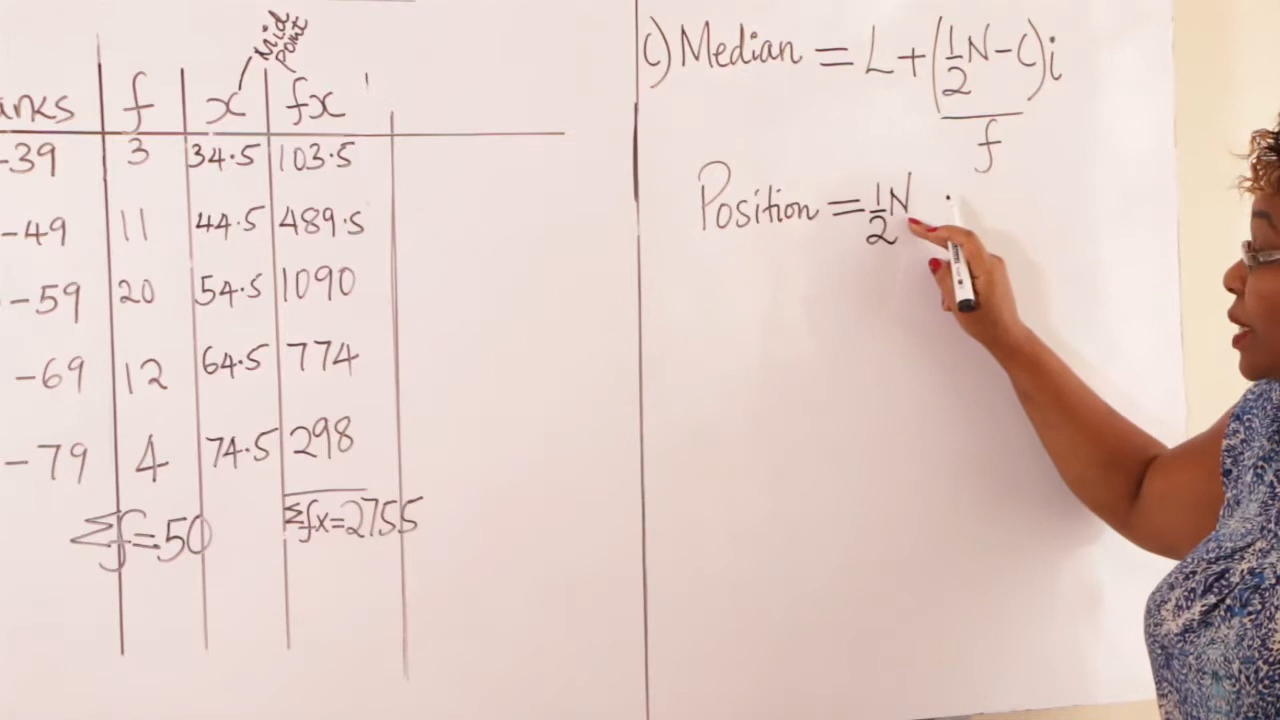 Mid
Point
anks f x fx
-39 3 34.5 103.5
-49 11 44.5 489.5
-59 20 54.5 1090
-69 12 64.5 774
-79 4 74.5 298
Σf=50 Σfx=2755
c) Median = L+(½N-C)i
f
Position = ½N